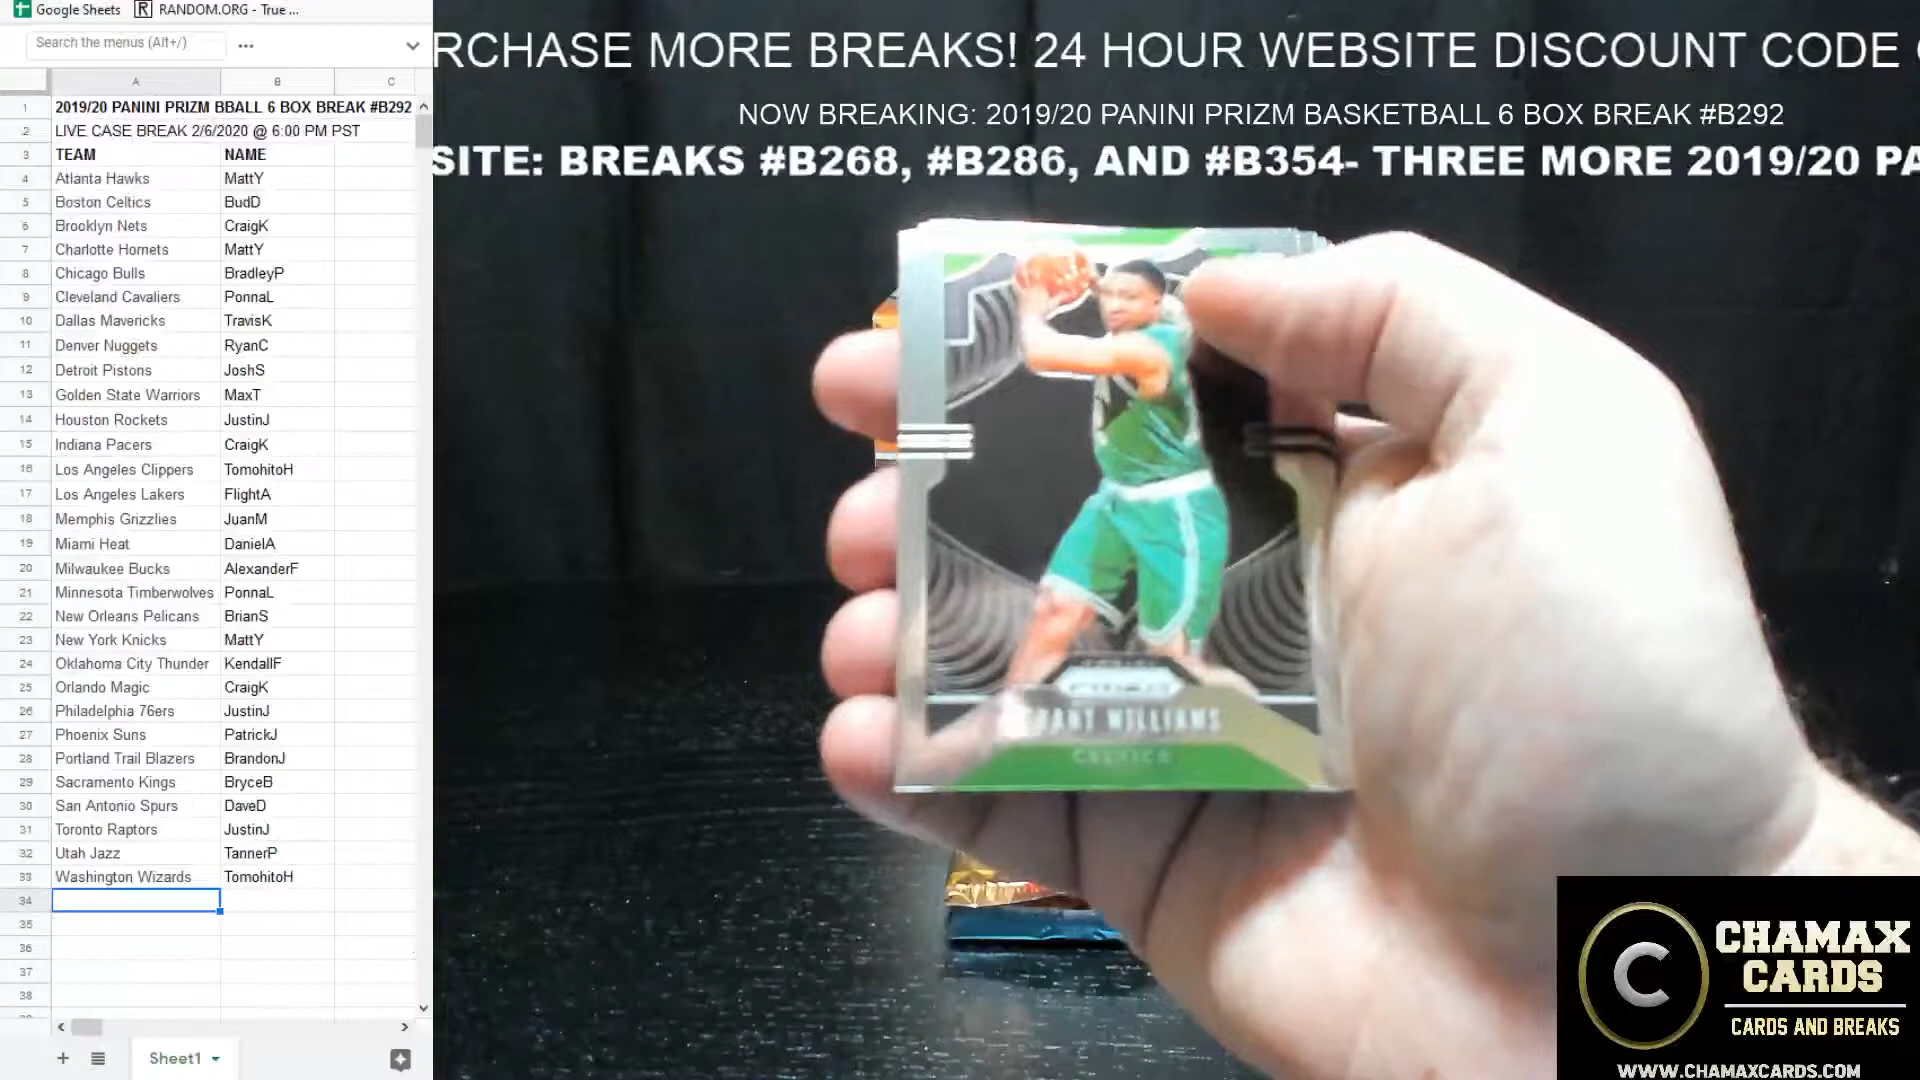 Google Sheets RANDOM.ORG - True ...
Search the menus (Alt+/)
A B C
1 2019/20 PANINI PRIZM BBALL 6 BOX BREAK #B292
2 LIVE CASE BREAK 2/6/2020 @ 6:00 PM PST
3 TEAM NAME
4 Atlanta Hawks MattY
5 Boston Celtics BudD
6 Brooklyn Nets CraigK
7 Charlotte Hornets MattY
8 Chicago Bulls BradleyP
9 Cleveland Cavaliers PonnaL
10 Dallas Mavericks TravisK
11 Denver Nuggets RyanC
12 Detroit Pistons JoshS
13 Golden State Warriors MaxT
14 Houston Rockets JustinJ
15 Indiana Pacers CraigK
16 Los Angeles Clippers TomohitoH
17 Los Angeles Lakers FlightA
18 Memphis Grizzlies JuanM
19 Miami Heat DanielA
20 Milwaukee Bucks AlexanderF
21 Minnesota Timberwolves PonnaL
22 New Orleans Pelicans BrianS
23 New York Knicks MattY
24 Oklahoma City Thunder KendallF
25 Orlando Magic CraigK
26 Philadelphia 76ers JustinJ
27 Phoenix Suns PatrickJ
28 Portland Trail Blazers BrandonJ
29 Sacramento Kings BryceB
30 San Antonio Spurs DaveD
31 Toronto Raptors JustinJ
32 Utah Jazz TannerP
33 Washington Wizards TomohitoH
34
35
36
37
38
Sheet1
RCHASE MORE BREAKS! 24 HOUR WEBSITE DISCOUNT CODE
NOW BREAKING: 2019/20 PANINI PRIZM BASKETBALL 6 BOX BREAK #B292
SITE: BREAKS #B268, #B286, AND #B354- THREE MORE 2019/20 PA
WILLIAMS
CELTICS
C
CHAMAX
CARDS
CARDS AND BREAKS
WWW.CHAMAXCARDS.COM